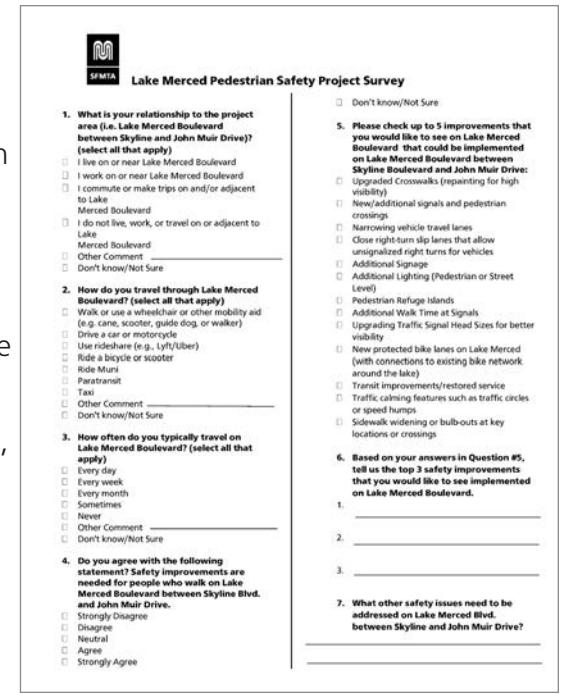 SFMTA
Lake Merced Pedestrian Safety Project Survey
1. What is your relationship to the project
area (i.e. Lake Merced Boulevard
between Skyline and John Muir Drive)?
(select all that apply)
I live on or near Lake Merced Boulevard
I work on or near Lake Merced Boulevard
I commute or make trips on and/or adjacent
to Lake
Merced Boulevard
I do not live, work, or travel on or adjacent to
Lake
Merced Boulevard
Other Comment
Don't know/Not Sure
2. How do you travel through Lake Merced
Boulevard? (select all that apply)
Walk or use a wheelchair or other mobility aid
(e.g. cane, scooter, guide dog, or walker)
Drive a car or motorcycle
Use rideshare (e.g., Lyft/Uber)
Ride a bicycle or scooter
Ride Muni
Paratransit
Taxi
Other Comment
Don't know/Not Sure
3. How often do you typically travel on
Lake Merced Boulevard? (select all that
apply)
Every day
Every week
Every month
Sometimes
Never
Other Comment
Don't know/Not Sure
4. Do you agree with the following
statement? Safety improvements are
needed for people who walk on Lake
Merced Boulevard between Skyline Blvd.
and John Muir Drive.
Strongly Disagree
Disagree
Neutral
Agree
Strongly Agree
Don't know/Not Sure
5. Please check up to 5 improvements that
you would like to see on Lake Merced
Boulevard that could be implemented
on Lake Merced Boulevard between
Skyline Boulevard and John Muir Drive:
Upgraded Crosswalks (repainting for high
visibility)
New/additional signals and pedestrian
crossings
Narrowing vehicle travel lanes
Close right-turn slip lanes that allow
unsignalized right turns for vehicles
Additional Signage
Additional Lighting (Pedestrian or Street
Level)
Pedestrian Refuge Islands
Additional Walk Time at Signals
Upgrading Traffic Signal Head Sizes for better
visibility
New protected bike lanes on Lake Merced
(with connections to existing bike network
around the lake)
Transit improvements/restored service
Traffic calming features such as traffic circles
or speed humps
Sidewalk widening or bulb-outs at key
locations or crossings
6. Based on your answers in Question #5,
tell us the top 3 safety improvements
that you would like to see implemented
on Lake Merced Boulevard.
1.
2.
3.
7. What other safety issues need to be
addressed on Lake Merced Blvd.
between Skyline and John Muir Drive?